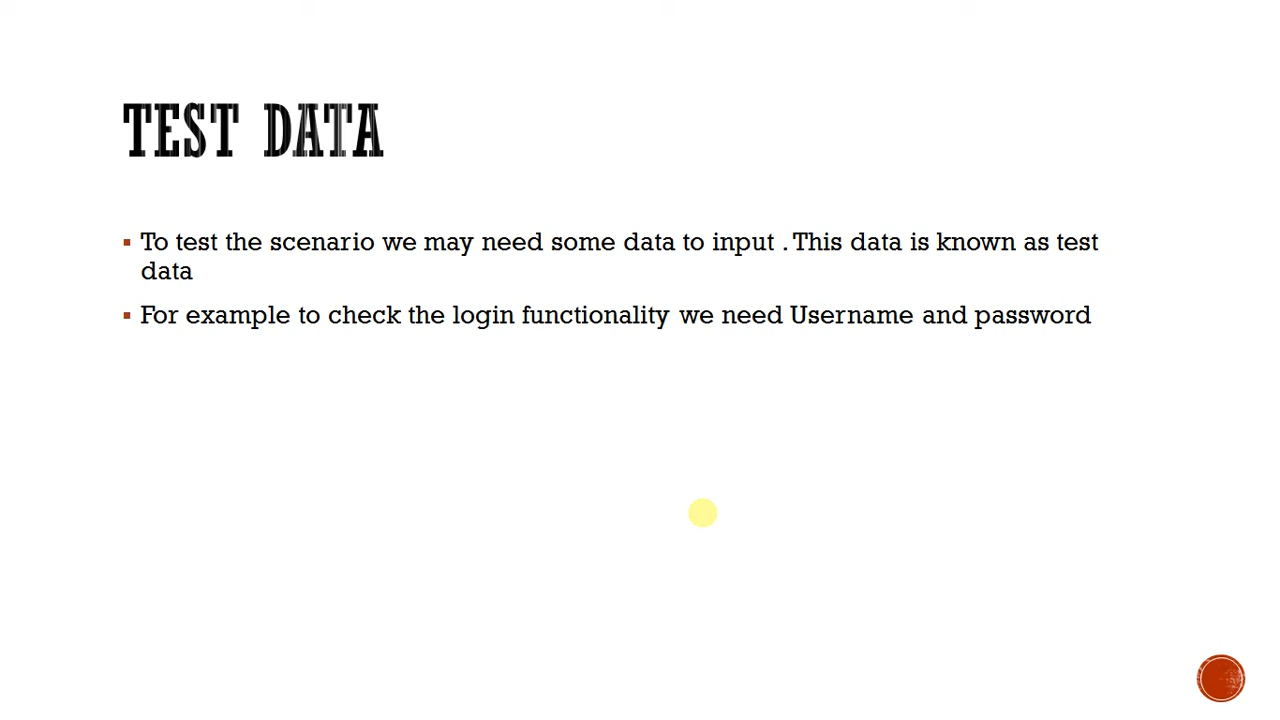 TEST DATA
To test the scenario we may need some data to input . This data is known as test
data
For example to check the login functionality we need Username and password